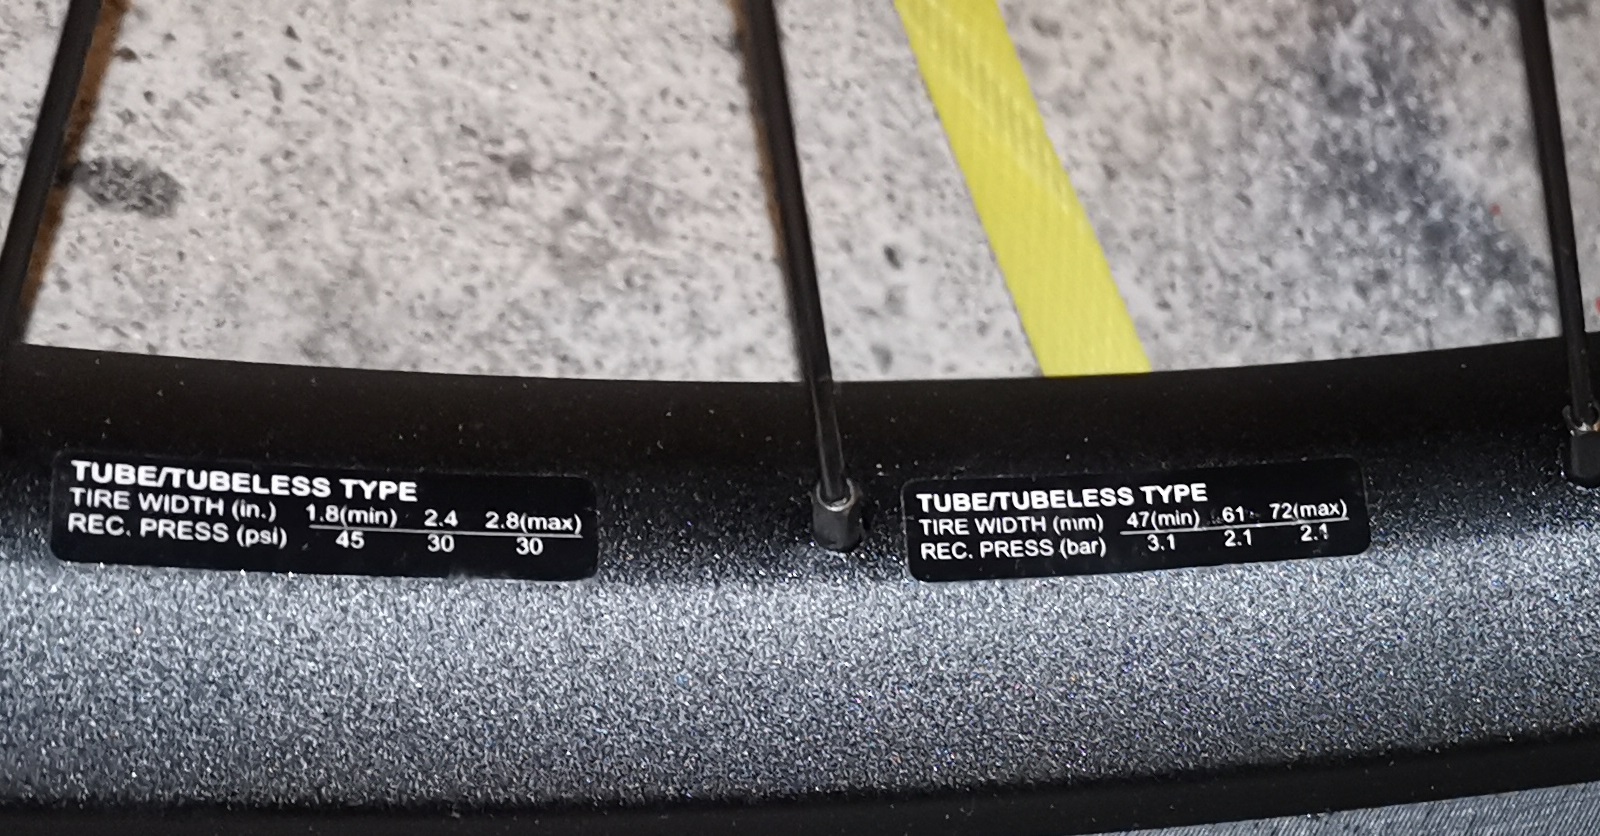 TUBE/TUBELESS TYPE
TIRE WIDTH (in.) 1.8(min) 2.4 2.8(max)
REC. PRESS (psi) 45 30 30
TUBE/TUBELESS TYPE
TIRE WIDTH (mm) 47(min) 61 72(max)
REC. PRESS (bar) 3.1 2.1 2.1